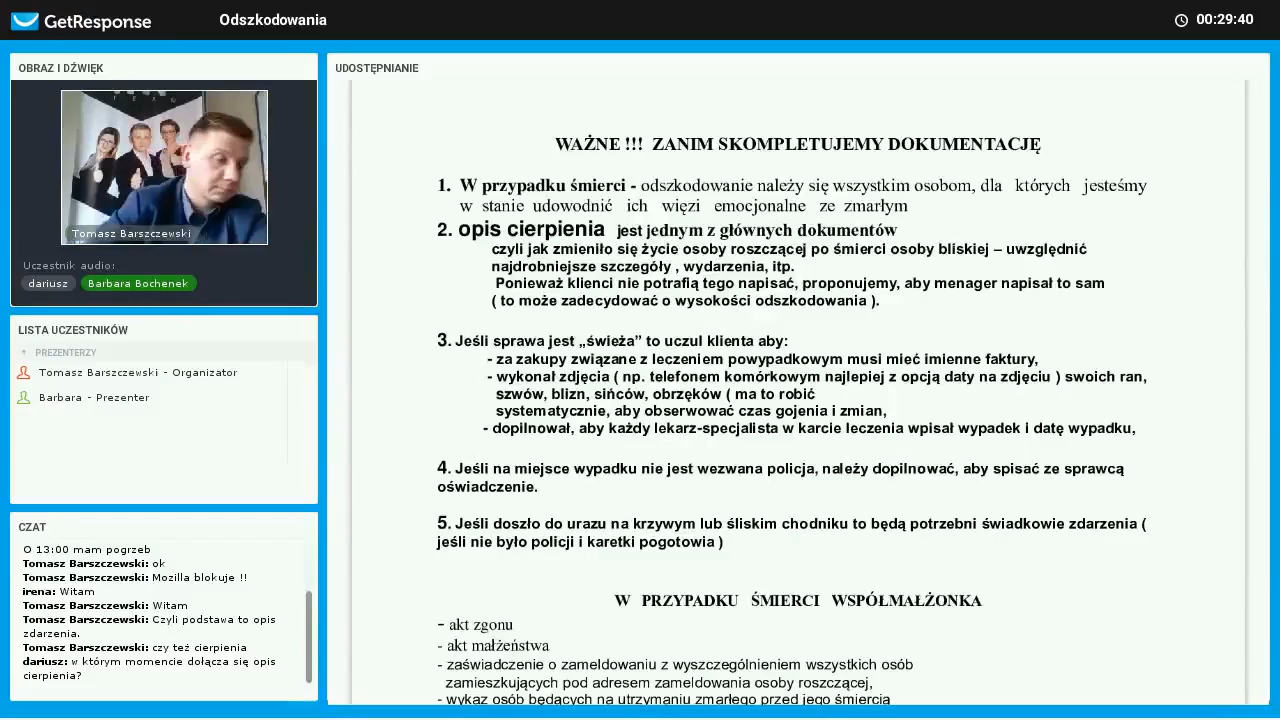 GetResponse
Odszkodowania
00:29:40
OBRAZ I DŹWIĘK
Tomasz Barszczewski
Uczestnik audio:
dariusz
Barbara Bochenek
LISTA UCZESTNIKÓW
PREZENTERZY
Tomasz Barszczewski - Organizator
Barbara - Prezenter
CZAT
O 13:00 mam pogrzeb
Tomasz Barszczewski: ok
Tomasz Barszczewski: Mozilla blokuje !!
irena: Witam
Tomasz Barszczewski: Witam
Tomasz Barszczewski: Czyli podstawa to opis
zdarzenia.
Tomasz Barszczewski: czy też cierpienia
dariusz: w którym momencie dołącza się opis
cierpienia?
UDOSTĘPNIANIE
WAŻNE !!! ZANIM SKOMPLETUJEMY DOKUMENTACJĘ
1. W przypadku śmierci - odszkodowanie należy się wszystkim osobom, dla których jesteśmy
w stanie udowodnić ich więzi emocjonalne ze zmarłym
2. opis cierpienia jest jednym z głównych dokumentów
czyli jak zmieniło się życie osoby roszczącej po śmierci osoby bliskiej – uwzględnić
najdrobniejsze szczegóły , wydarzenia, itp.
Ponieważ klienci nie potrafią tego napisać, proponujemy, aby menager napisał to sam
( to może zadecydować o wysokości odszkodowania ).
3. Jeśli sprawa jest „świeża” to uczul klienta aby:
- za zakupy związane z leczeniem powypadkowym musi mieć imienne faktury,
- wykonał zdjęcia ( np. telefonem komórkowym najlepiej z opcją daty na zdjęciu ) swoich ran,
szwów, blizn, sińców, obrzęków ( ma to robić
systematycznie, aby obserwować czas gojenia i zmian,
- dopilnował, aby każdy lekarz-specjalista w karcie leczenia wpisał wypadek i datę wypadku,
4. Jeśli na miejsce wypadku nie jest wezwana policja, należy dopilnować, aby spisać ze sprawcą
oświadczenie.
5. Jeśli doszło do urazu na krzywym lub śliskim chodniku to będą potrzebni świadkowie zdarzenia (
jeśli nie było policji i karetki pogotowia )
W PRZYPADKU ŚMIERCI WSPÓŁMAŁŻONKA
- akt zgonu
- akt małżeństwa
- zaświadczenie o zameldowaniu z wyszczególnieniem wszystkich osób
zamieszkujących pod adresem zameldowania osoby roszczącej,
- wykaz osób będących na utrzymaniu zmarłego przed jego śmiercią